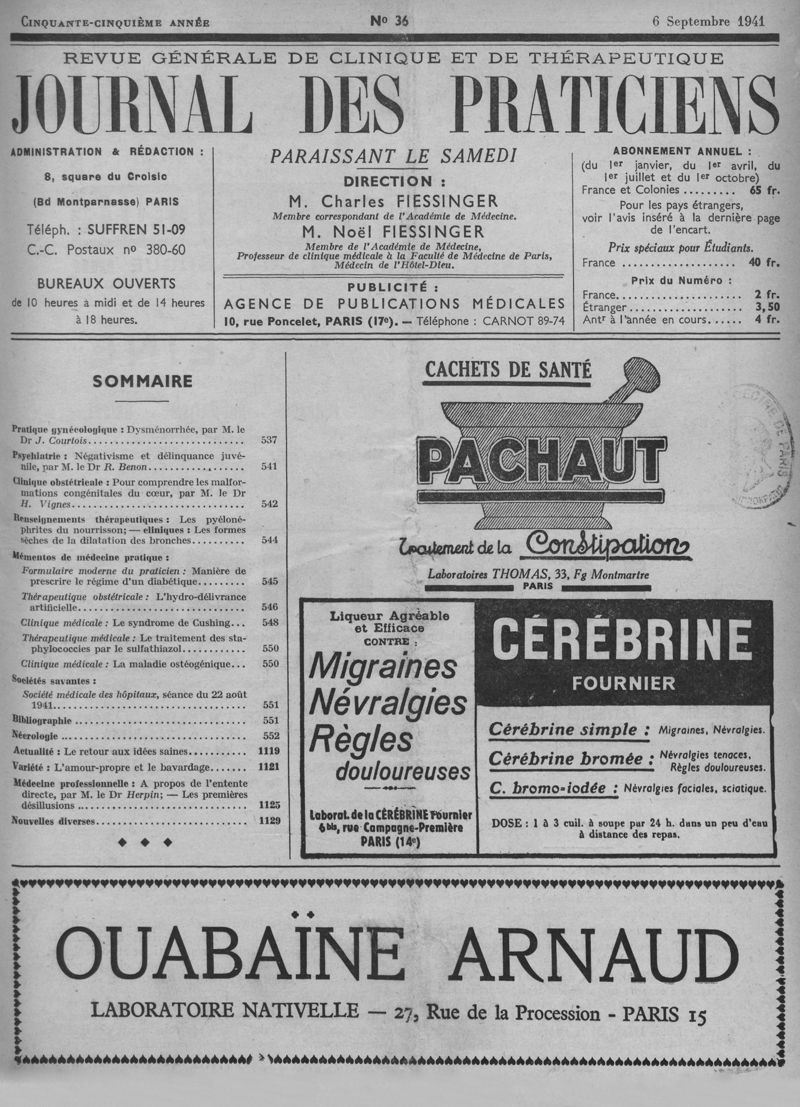 CINQUANTE-CINQUIÈME ANNÉE
No 36
6 Septembre 1941
REVUE GÉNÉRALE DE CLINIQUE ET DE THÉRAPEUTIQUE
JOURNAL DES PRATICIENS
ADMINISTRATION & RÉDACTION :
8, square du Croisic
(Bd Montparnasse) PARIS
Téléph. : SUFFREN 51-09
C.-C. Postaux no 380-60
BUREAUX OUVERTS
de 10 heures à midi et de 14 heures
à 18 heures.
PARAISSANT LE SAMEDI
DIRECTION :
M. Charles FIESSINGER
Membre correspondant de l'Académie de Médecine.
M. Noël FIESSINGER
Membre de l'Académie de Médecine,
Professeur de clinique médicale à la Faculté de Médecine de Paris,
Médecin de l'Hôtel-Dieu.
PUBLICITÉ :
AGENCE DE PUBLICATIONS MÉDICALES
10, rue Poncelet, PARIS (17e). — Téléphone : CARNOT 89-74
ABONNEMENT ANNUEL :
(du 1er janvier, du 1er avril, du
1er juillet et du 1er octobre)
France et Colonies ......... 65 fr.
Pour les pays étrangers,
voir l'avis inséré à la dernière page
de l'encart.
Prix spéciaux pour Étudiants.
France .................. 40 fr.
Prix du Numéro :
France..................... 2 fr.
Étranger................... 3,50
Antr à l'année en cours...... 4 fr.
SOMMAIRE
Pratique gynécologique : Dysménorrhée, par M. le
Dr J. Courtois........................... 537
Psychiatrie : Négativisme et délinquance juvé-
nile, par M. le Dr R. Benon................ 541
Clinique obstétricale : Pour comprendre les malfor-
mations congénitales du cœur, par M. le Dr
H. Vignes.............................. 542
Renseignements thérapeutiques : Les pyéloné-
phrites du nourrisson; — cliniques : Les formes
sèches de la dilatation des bronches.......... 544
Mémentos de médecine pratique :
Formulaire moderne du praticien : Manière de
prescrire le régime d'un diabétique......... 545
Thérapeutique obstétricale : L'hydro-délivrance
artificielle............................. 546
Clinique médicale : Le syndrome de Cushing... 548
Thérapeutique médicale : Le traitement des sta-
phylococcies par le sulfathiazol........... 550
Clinique médicale : La maladie ostéogénique... 550
Sociétés savantes :
Société médicale des hôpitaux, séance du 22 août
1941.................................. 551
Bibliographie .............................. 551
Nécrologie ................................ 552
Actualité : Le retour aux idées saines........... 1119
Variété : L'amour-propre et le bavardage....... 1121
Médecine professionnelle : A propos de l'entente
directe, par M. le Dr Herpin; — Les premières
désillusions ............................. 1125
Nouvelles diverses........................... 1129
CACHETS DE SANTÉ
PACHAUT
Traitement de la Constipation
Laboratoires THOMAS, 33, Fg Montmartre
PARIS
Liqueur Agréable
et Efficace
CONTRE :
Migraines
Névralgies
Règles
douloureuses
Laborat. de la CÉRÉBRINE Fournier
6bis, rue Campagne-Première
PARIS (14e)
CÉRÉBRINE
FOURNIER
Cérébrine simple : Migraines, Névralgies.
Cérébrine bromée : Névralgies tenaces,
Règles douloureuses.
C. bromo-iodée : Névralgies faciales, sciatique.
DOSE : 1 à 3 cuil. à soupe par 24 h. dans un peu d'eau
à distance des repas.
OUABAÏNE ARNAUD
LABORATOIRE NATIVELLE — 27, Rue de la Procession - PARIS 15